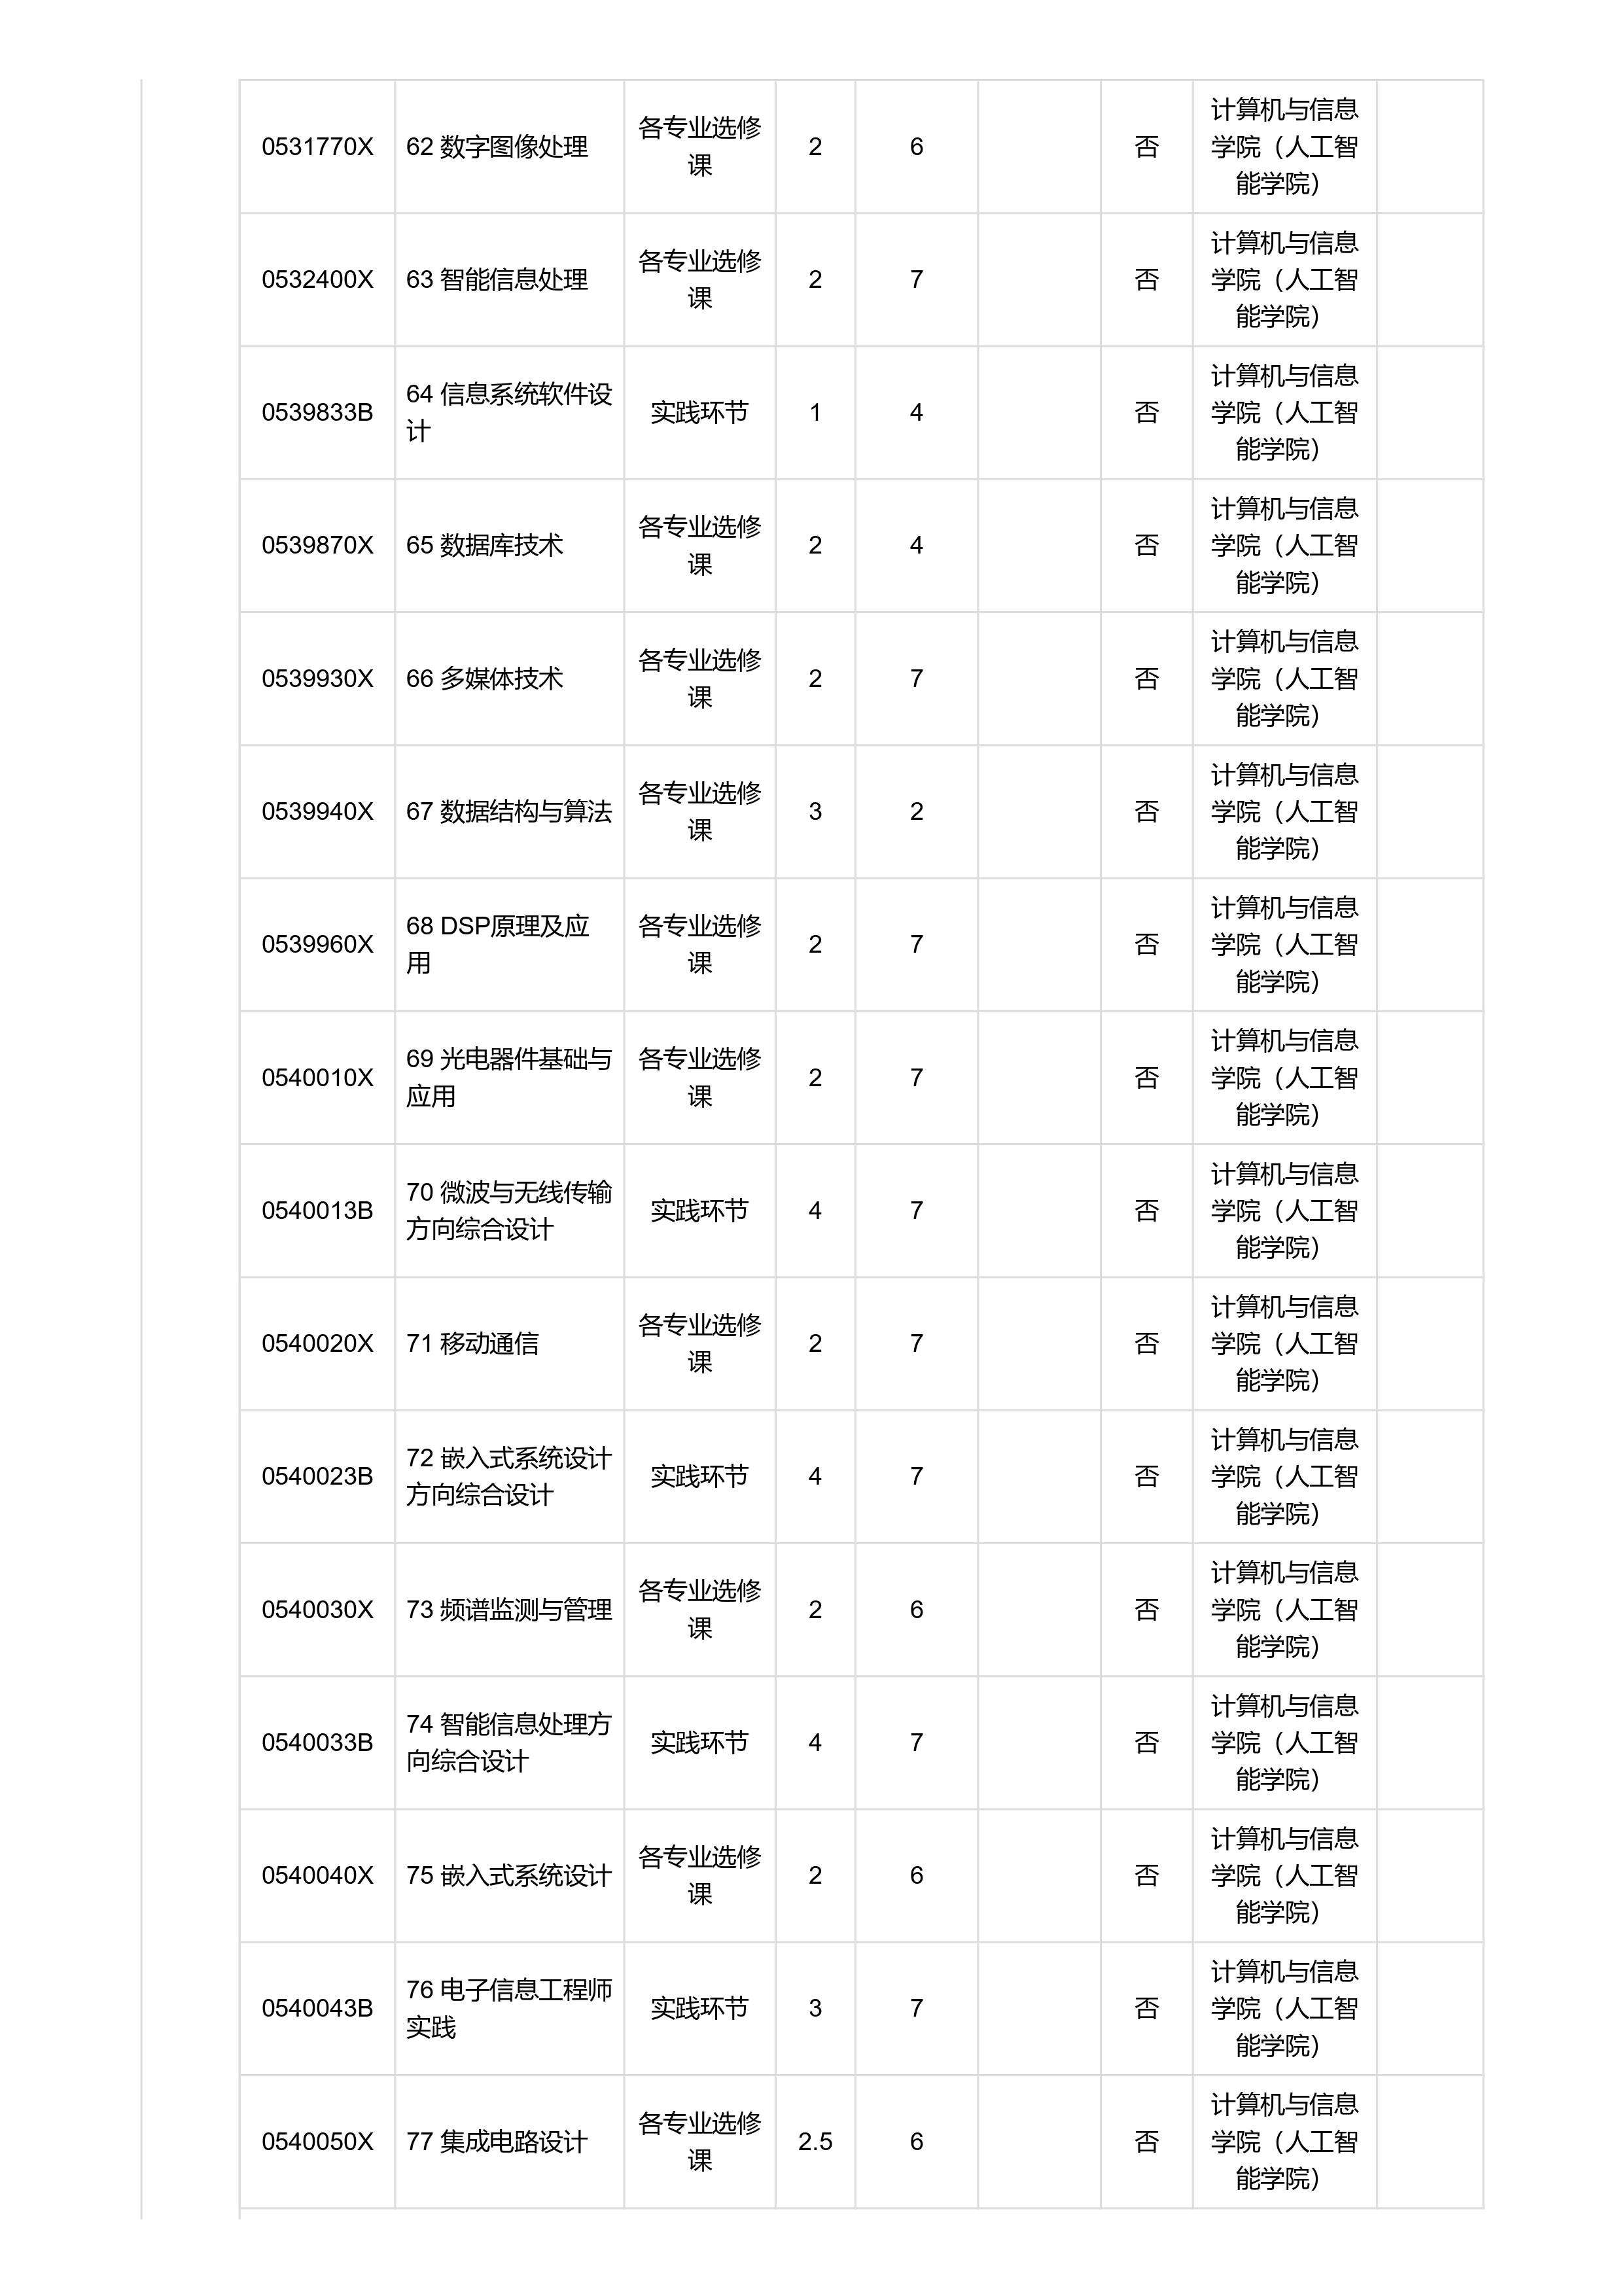 0531770X 62 数字图像处理 各专业选修 2 6 否 计算机与信息
课 学院（人工智
能学院）
0532400X 63 智能信息处理 各专业选修 2 7 否 计算机与信息
课 学院（人工智
能学院）
0539833B 64 信息系统软件设 实践环节 1 4 否 计算机与信息
计 学院（人工智
能学院）
0539870X 65 数据库技术 各专业选修 2 4 否 计算机与信息
课 学院（人工智
能学院）
0539930X 66 多媒体技术 各专业选修 2 7 否 计算机与信息
课 学院（人工智
能学院）
0539940X 67 数据结构与算法 各专业选修 3 2 否 计算机与信息
课 学院（人工智
能学院）
0539960X 68 DSP原理及应 各专业选修 2 7 否 计算机与信息
用 课 学院（人工智
能学院）
0540010X 69 光电器件基础与 各专业选修 2 7 否 计算机与信息
应用 课 学院（人工智
能学院）
0540013B 70 微波与无线传输 实践环节 4 7 否 计算机与信息
方向综合设计 学院（人工智
能学院）
0540020X 71 移动通信 各专业选修 2 7 否 计算机与信息
课 学院（人工智
能学院）
0540023B 72 嵌入式系统设计 实践环节 4 7 否 计算机与信息
方向综合设计 学院（人工智
能学院）
0540030X 73 频谱监测与管理 各专业选修 2 6 否 计算机与信息
课 学院（人工智
能学院）
0540033B 74 智能信息处理方 实践环节 4 7 否 计算机与信息
向综合设计 学院（人工智
能学院）
0540040X 75 嵌入式系统设计 各专业选修 2 6 否 计算机与信息
课 学院（人工智
能学院）
0540043B 76 电子信息工程师 实践环节 3 7 否 计算机与信息
实践 学院（人工智
能学院）
0540050X 77 集成电路设计 各专业选修 2.5 6 否 计算机与信息
课 学院（人工智
能学院）